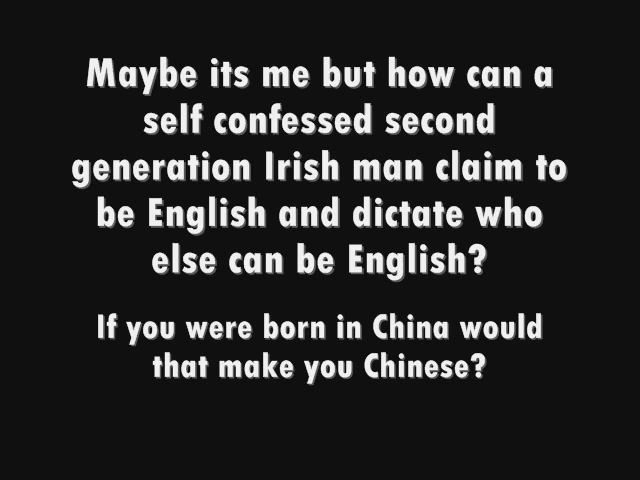 Maybe its me but how can a
self confessed second
generation Irish man claim to
be English and dictate who
else can be English?
If you were born in China would
that make you Chinese?